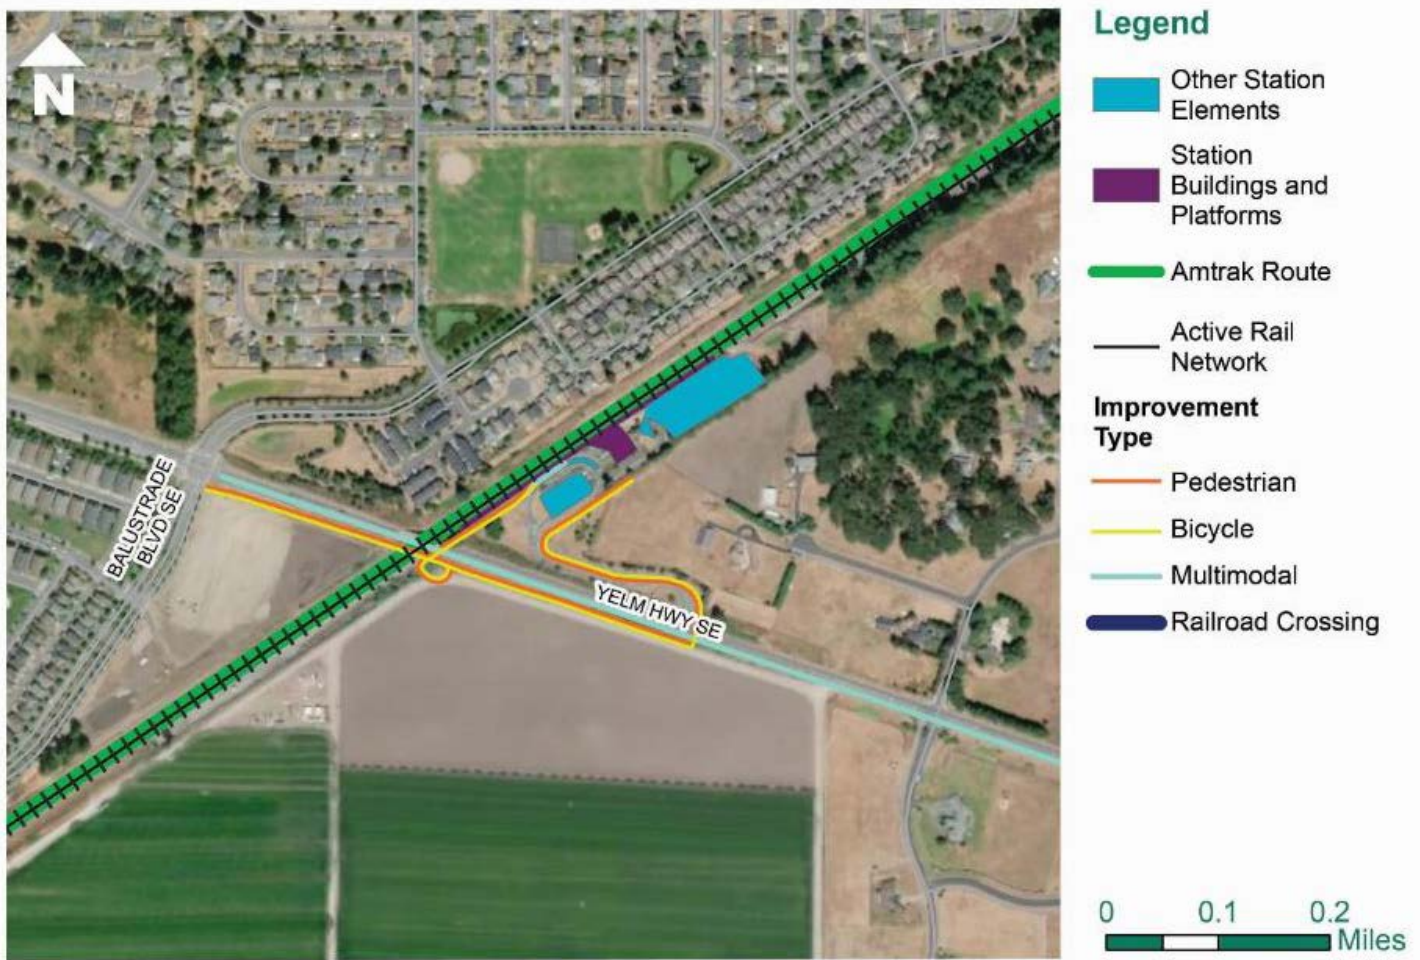 N
BALUSTRADE
BLVD SE
YELM HWY SE
Legend
Other Station
Elements
Station
Buildings and
Platforms
Amtrak Route
Active Rail
Network
Improvement
Type
Pedestrian
Bicycle
Multimodal
Railroad Crossing
0 0.1 0.2
Miles